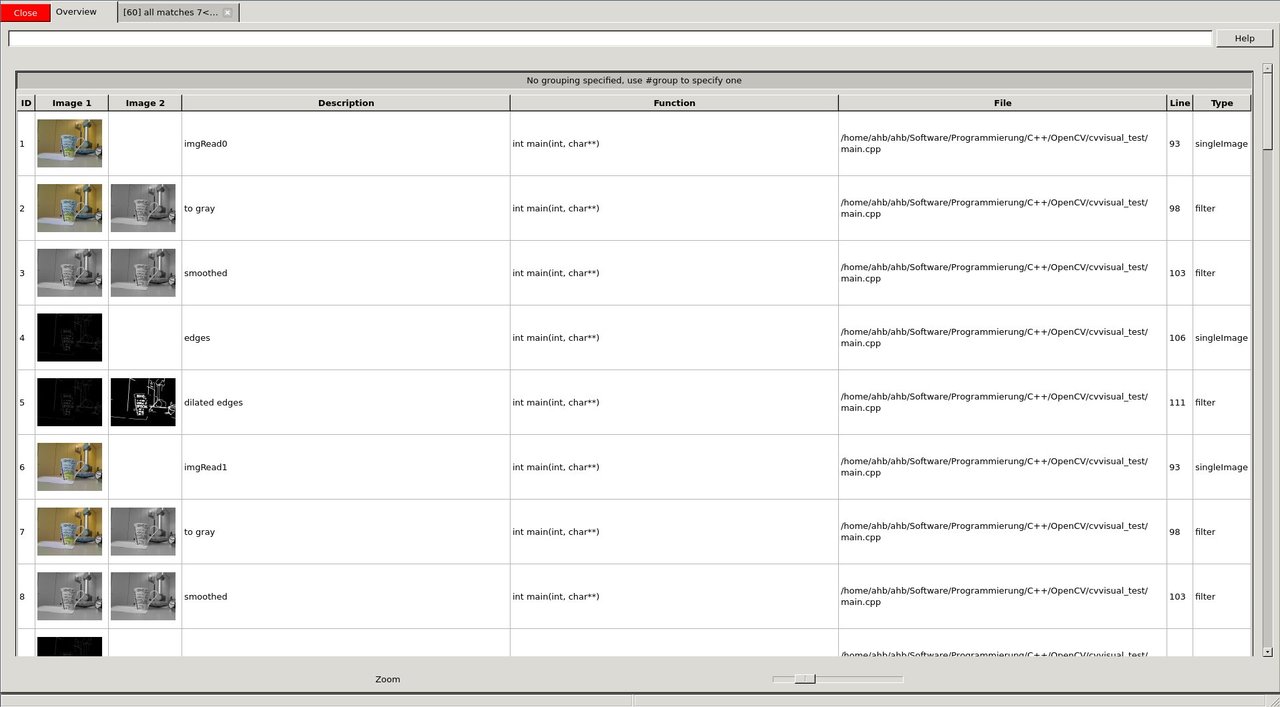 Close Overview [60] all matches 7<...
Help
No grouping specified, use #group to specify one
ID Image 1 Image 2 Description Function File Line Type
1 imgRead0 int main(int, char**) /home/ahb/ahb/Software/Programmierung/C++/OpenCV/cvvisual_test/ 93 singleImage
main.cpp
2 to gray int main(int, char**) /home/ahb/ahb/Software/Programmierung/C++/OpenCV/cvvisual_test/ 98 filter
main.cpp
3 smoothed int main(int, char**) /home/ahb/ahb/Software/Programmierung/C++/OpenCV/cvvisual_test/ 103 filter
main.cpp
4 edges int main(int, char**) /home/ahb/ahb/Software/Programmierung/C++/OpenCV/cvvisual_test/ 106 singleImage
main.cpp
5 dilated edges int main(int, char**) /home/ahb/ahb/Software/Programmierung/C++/OpenCV/cvvisual_test/ 111 filter
main.cpp
6 imgRead1 int main(int, char**) /home/ahb/ahb/Software/Programmierung/C++/OpenCV/cvvisual_test/ 93 singleImage
main.cpp
7 to gray int main(int, char**) /home/ahb/ahb/Software/Programmierung/C++/OpenCV/cvvisual_test/ 98 filter
main.cpp
8 smoothed int main(int, char**) /home/ahb/ahb/Software/Programmierung/C++/OpenCV/cvvisual_test/ 103 filter
main.cpp
/home/ahb/ahb/Software/Programmierung/C++/OpenCV/cvvisual_test/
Zoom